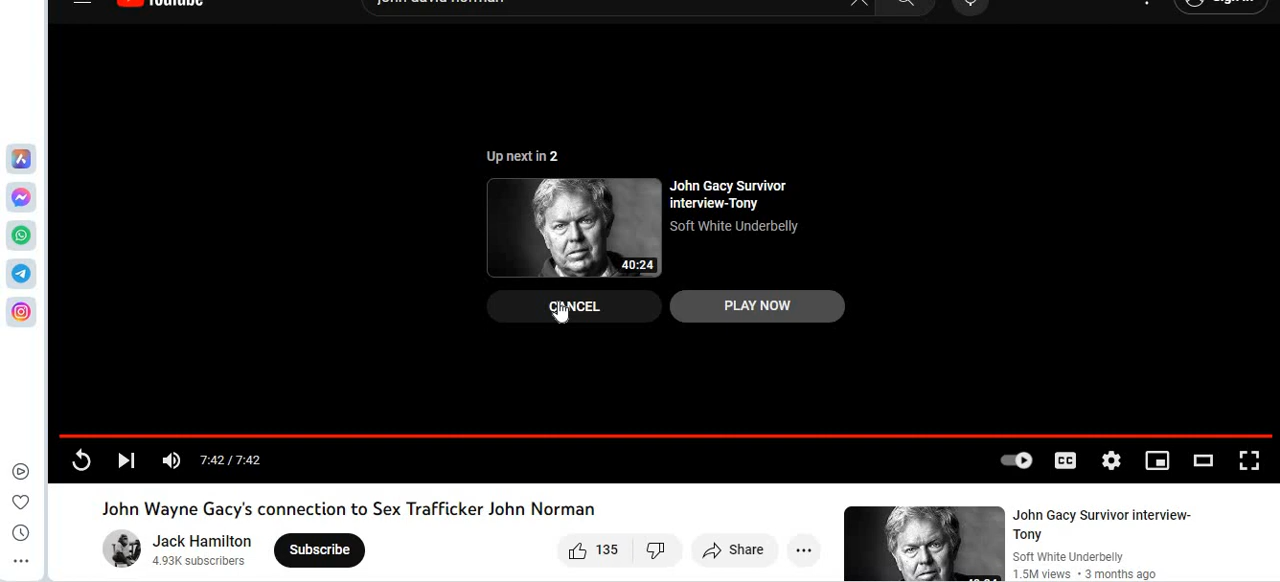 Up next in 2
John Gacy Survivor
interview-Tony
Soft White Underbelly
40:24
CANCEL
PLAY NOW
7:42 / 7:42
CC
John Wayne Gacy's connection to Sex Trafficker John Norman
Jack Hamilton
4.93K subscribers
Subscribe
135
Share
John Gacy Survivor interview-
Tony
Soft White Underbelly
1.5M views • 3 months ago